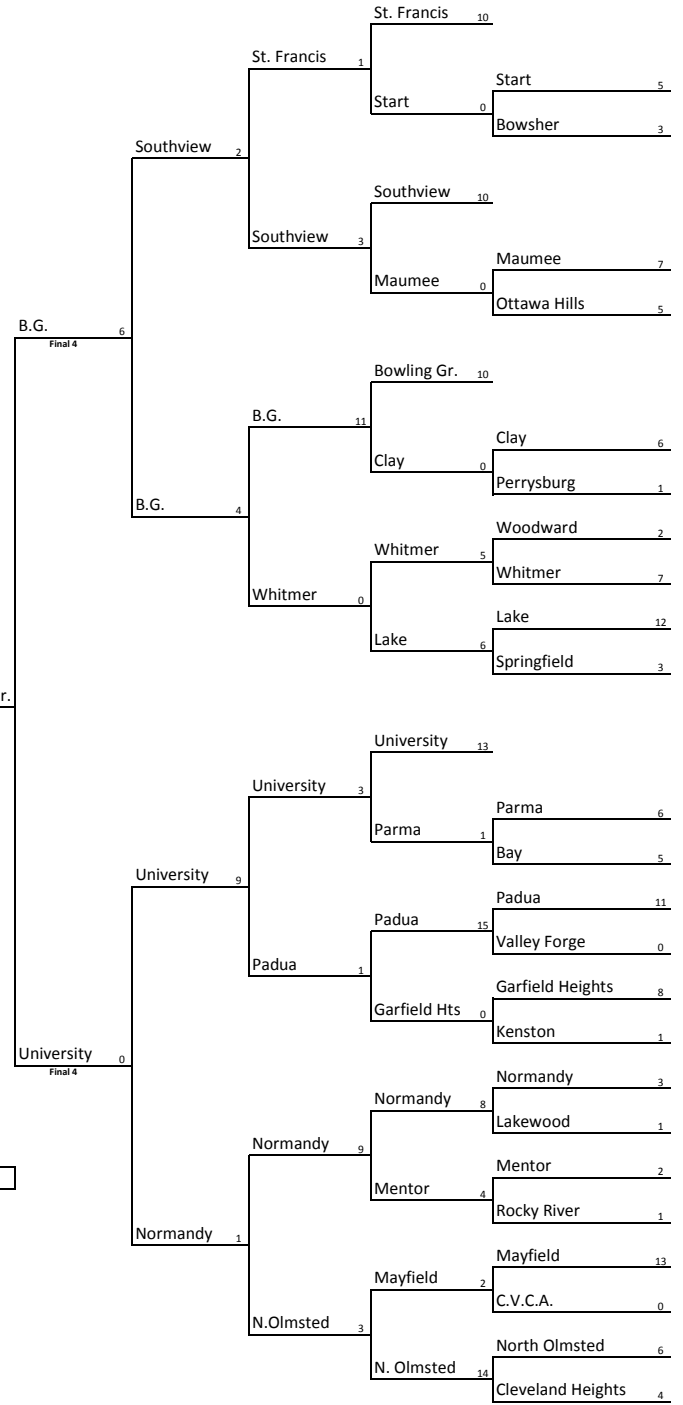 St. Francis 10
St. Francis 1
Start 5
Start 0
Bowsher 3
Southview 2
Southview 10
Southview 3
Maumee 7
Maumee 0
Ottawa Hills 5
B.G. 6
Final 4
Bowling Gr. 10
B.G. 11
Clay 6
Clay 0
Perrysburg 1
B.G. 4
Woodward 2
Whitmer 5
Whitmer 7
Whitmer 0
Lake 12
Lake 6
Springfield 3
r.
University 13
University 3
Parma 6
Parma 1
Bay 5
University 9
Padua 11
Padua 15
Valley Forge 0
Padua 1
Garfield Heights 8
Garfield Hts 0
Kenston 1
University 0
Final 4
Normandy 3
Normandy 8
Lakewood 1
Normandy 9
Mentor 2
Mentor 4
Rocky River 1
Normandy 1
Mayfield 13
Mayfield 2
C.V.C.A. 0
N.Olmsted 3
North Olmsted 6
N. Olmsted 14
Cleveland Heights 4